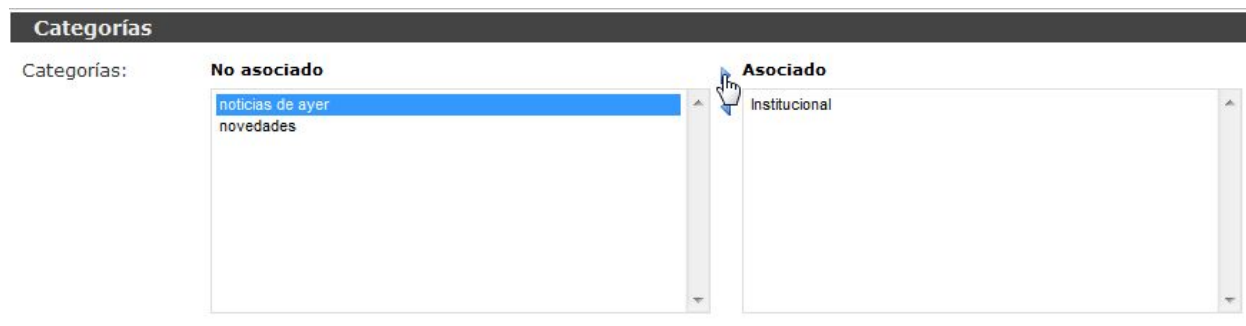 Categorías
Categorías:
No asociado
Asociado
noticias de ayer
novedades
Institucional